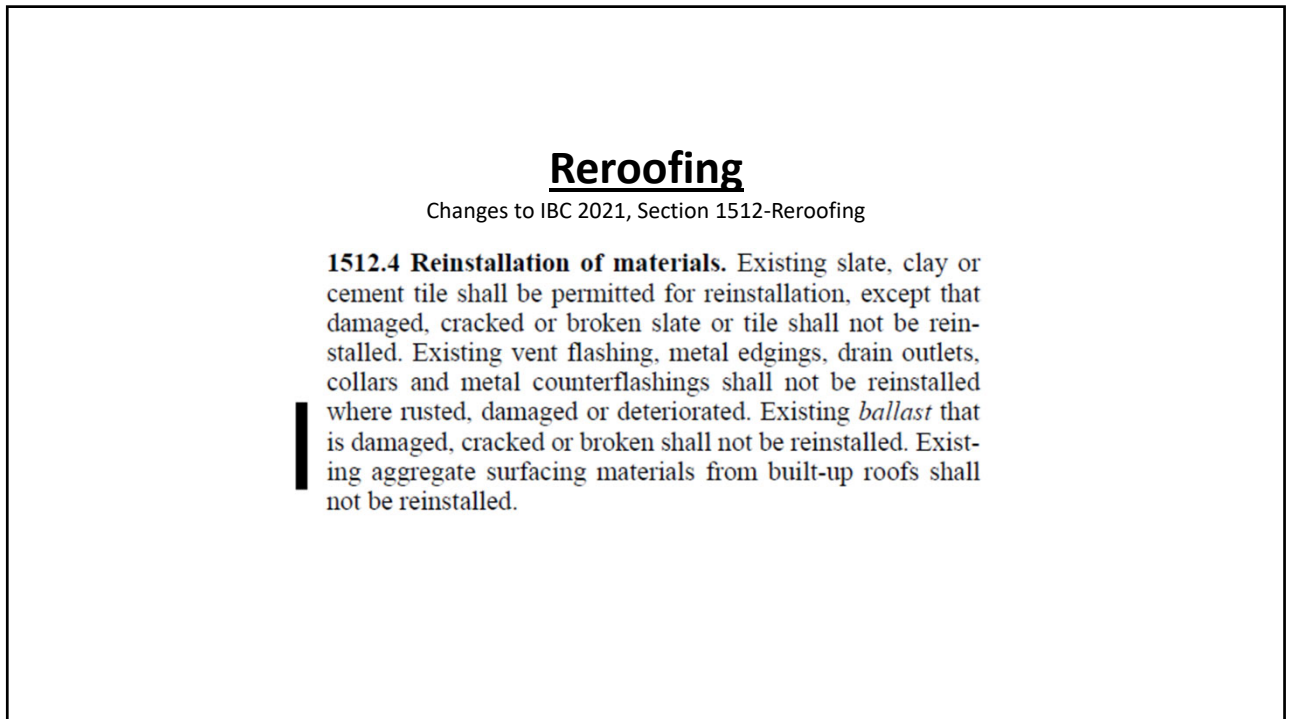 Reroofing
Changes to IBC 2021, Section 1512-Reroofing
1512.4 Reinstallation of materials. Existing slate, clay or
cement tile shall be permitted for reinstallation, except that
damaged, cracked or broken slate or tile shall not be rein-
stalled. Existing vent flashing, metal edgings, drain outlets,
collars and metal counterflashings shall not be reinstalled
where rusted, damaged or deteriorated. Existing ballast that
is damaged, cracked or broken shall not be reinstalled. Exist-
ing aggregate surfacing materials from built-up roofs shall
not be reinstalled.